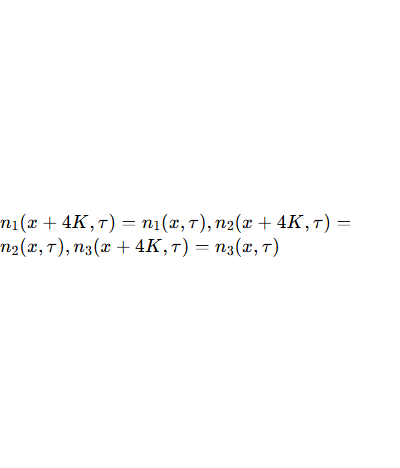 n₁(x + 4K, τ) = n₁(x, τ), n₂(x + 4K, τ) =
n₂(x, τ), n₃(x + 4K, τ) = n₃(x, τ)